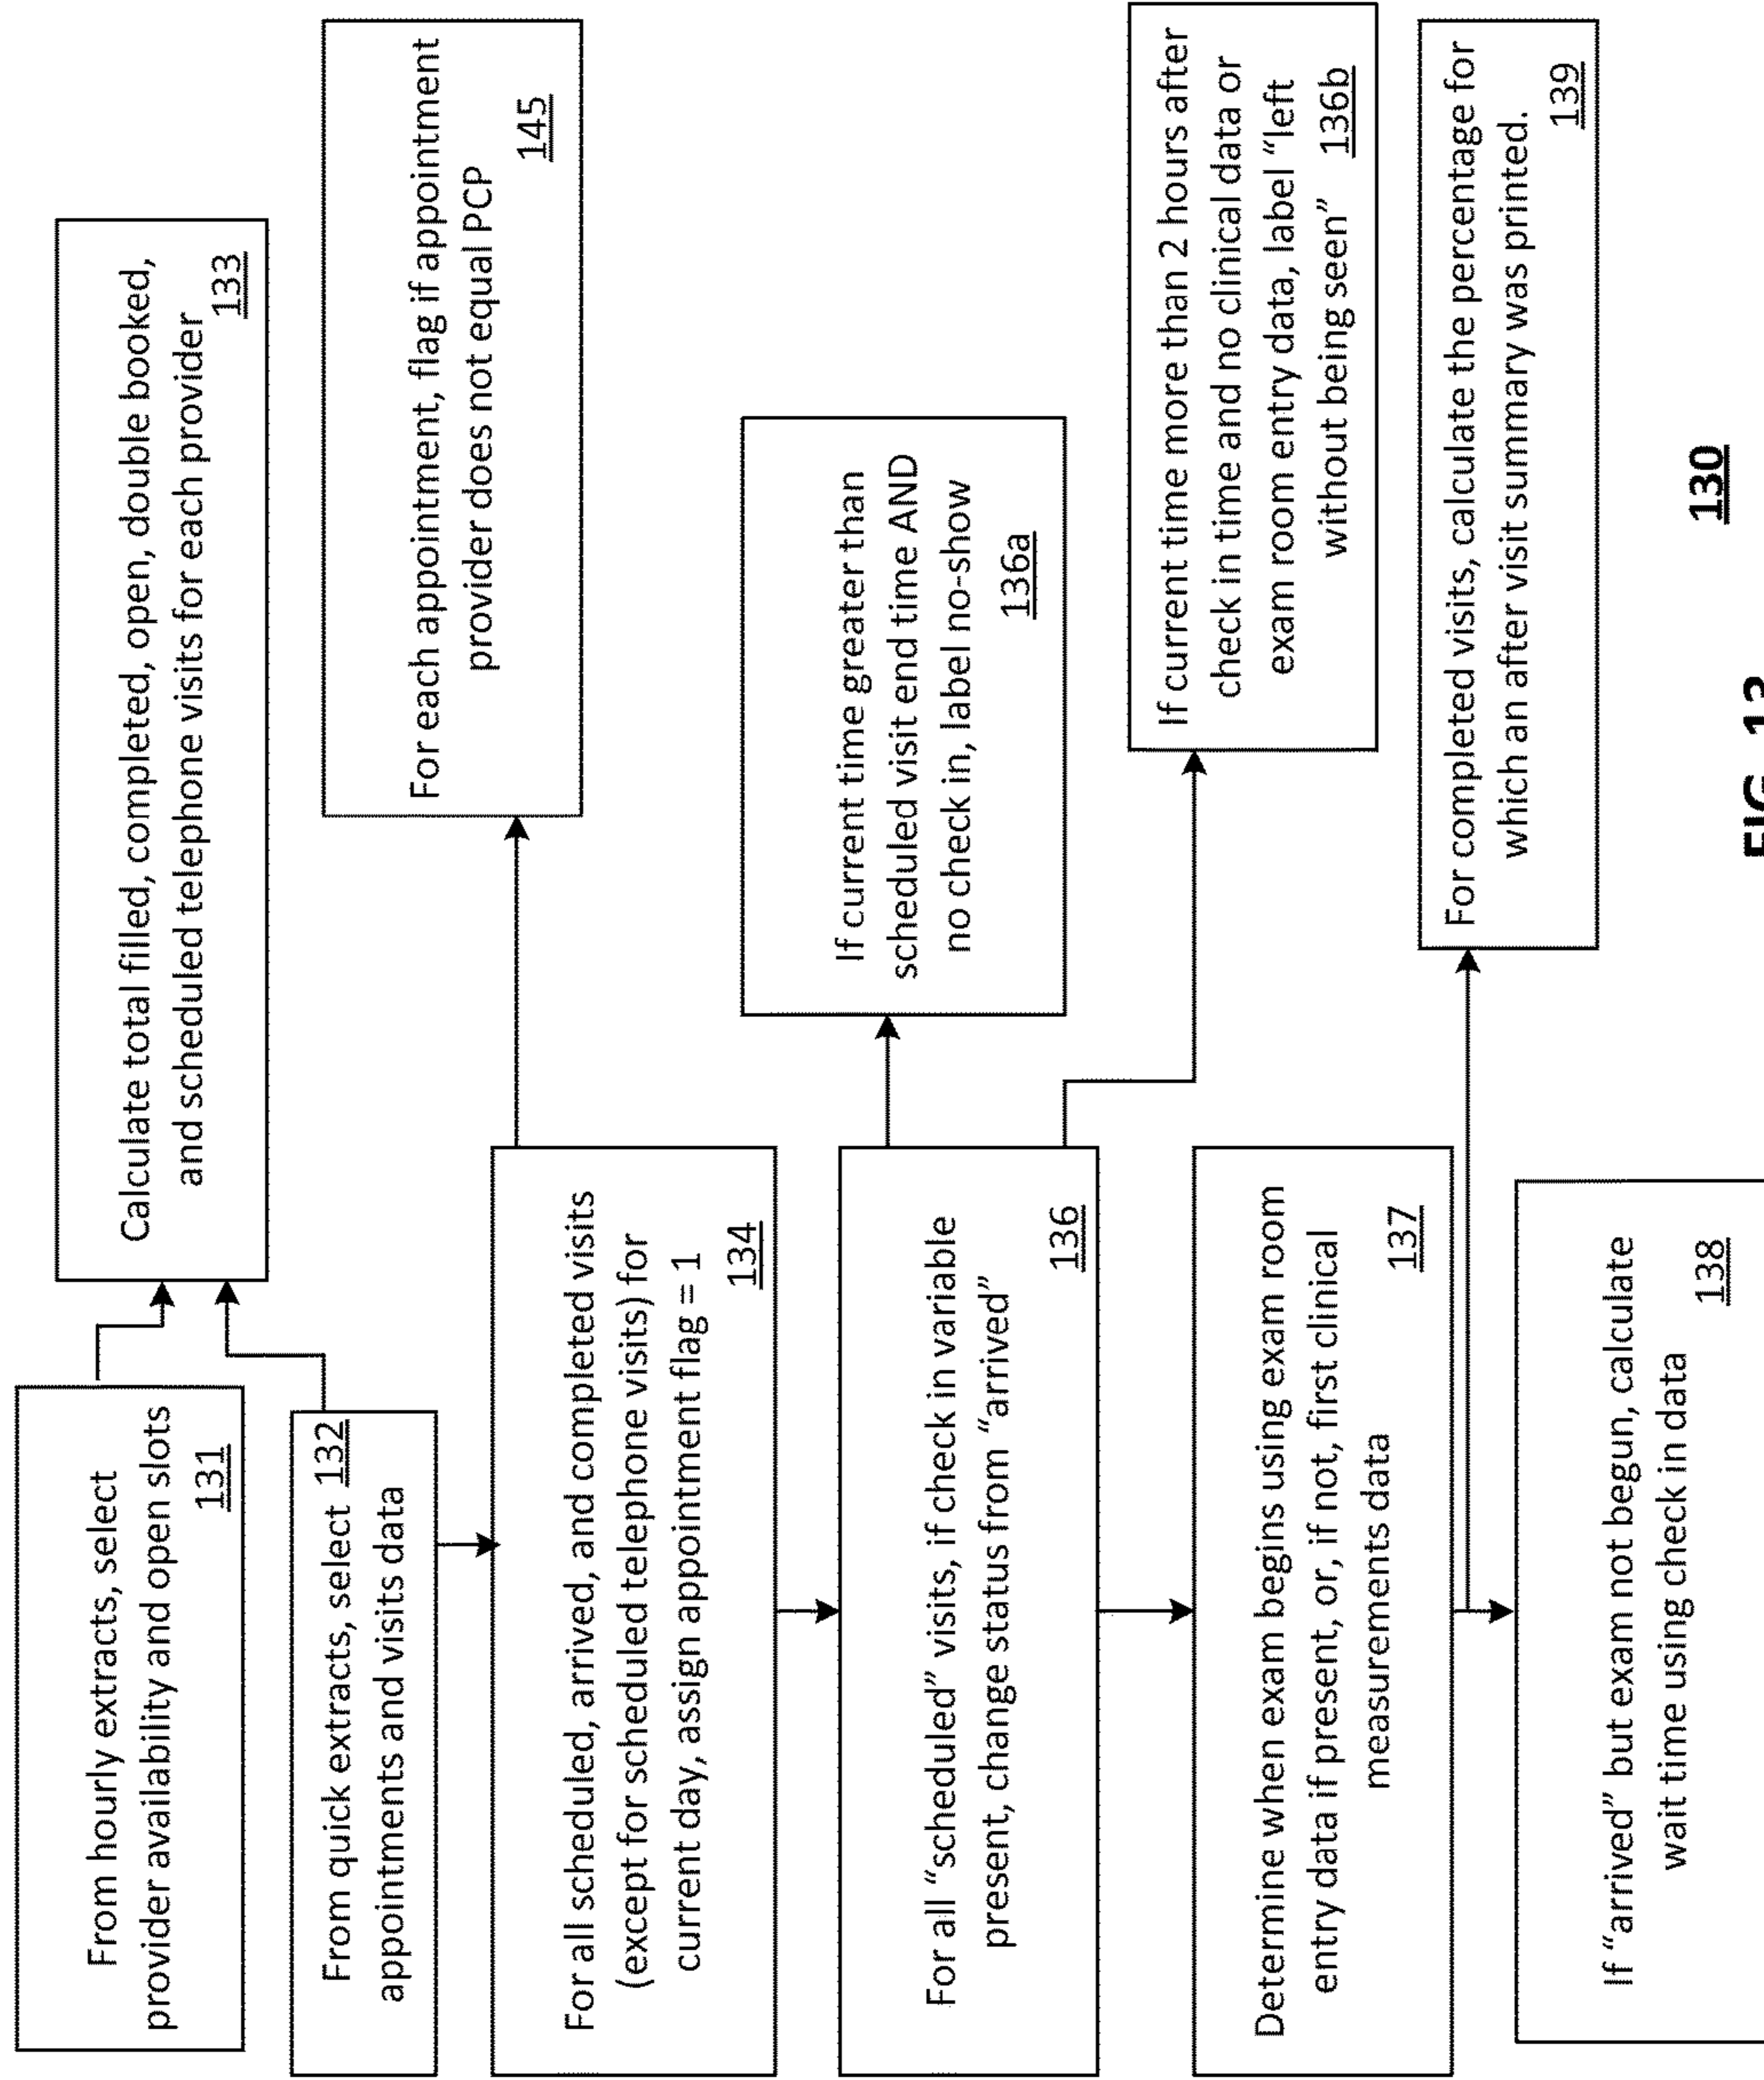 From hourly extracts, select
provider availability and open slots
131
Calculate total filled, completed, open, double booked,
and scheduled telephone visits for each provider
133
From quick extracts, select 132
appointments and visits data
For each appointment, flag if appointment
provider does not equal PCP
145
For all scheduled, arrived, and completed visits
(except for scheduled telephone visits) for
current day, assign appointment flag = 1
134
For all “scheduled” visits, if check in variable
present, change status from “arrived”
136
If current time greater than
scheduled visit end time AND
no check in, label no-show
136a
If current time more than 2 hours after
check in time and no clinical data or
exam room entry data, label “left
without being seen” 136b
Determine when exam begins using exam room
entry data if present, or, if not, first clinical
measurements data
137
For completed visits, calculate the percentage for
which an after visit summary was printed.
139
If “arrived” but exam not begun, calculate
wait time using check in data
138
130
FIG. 13